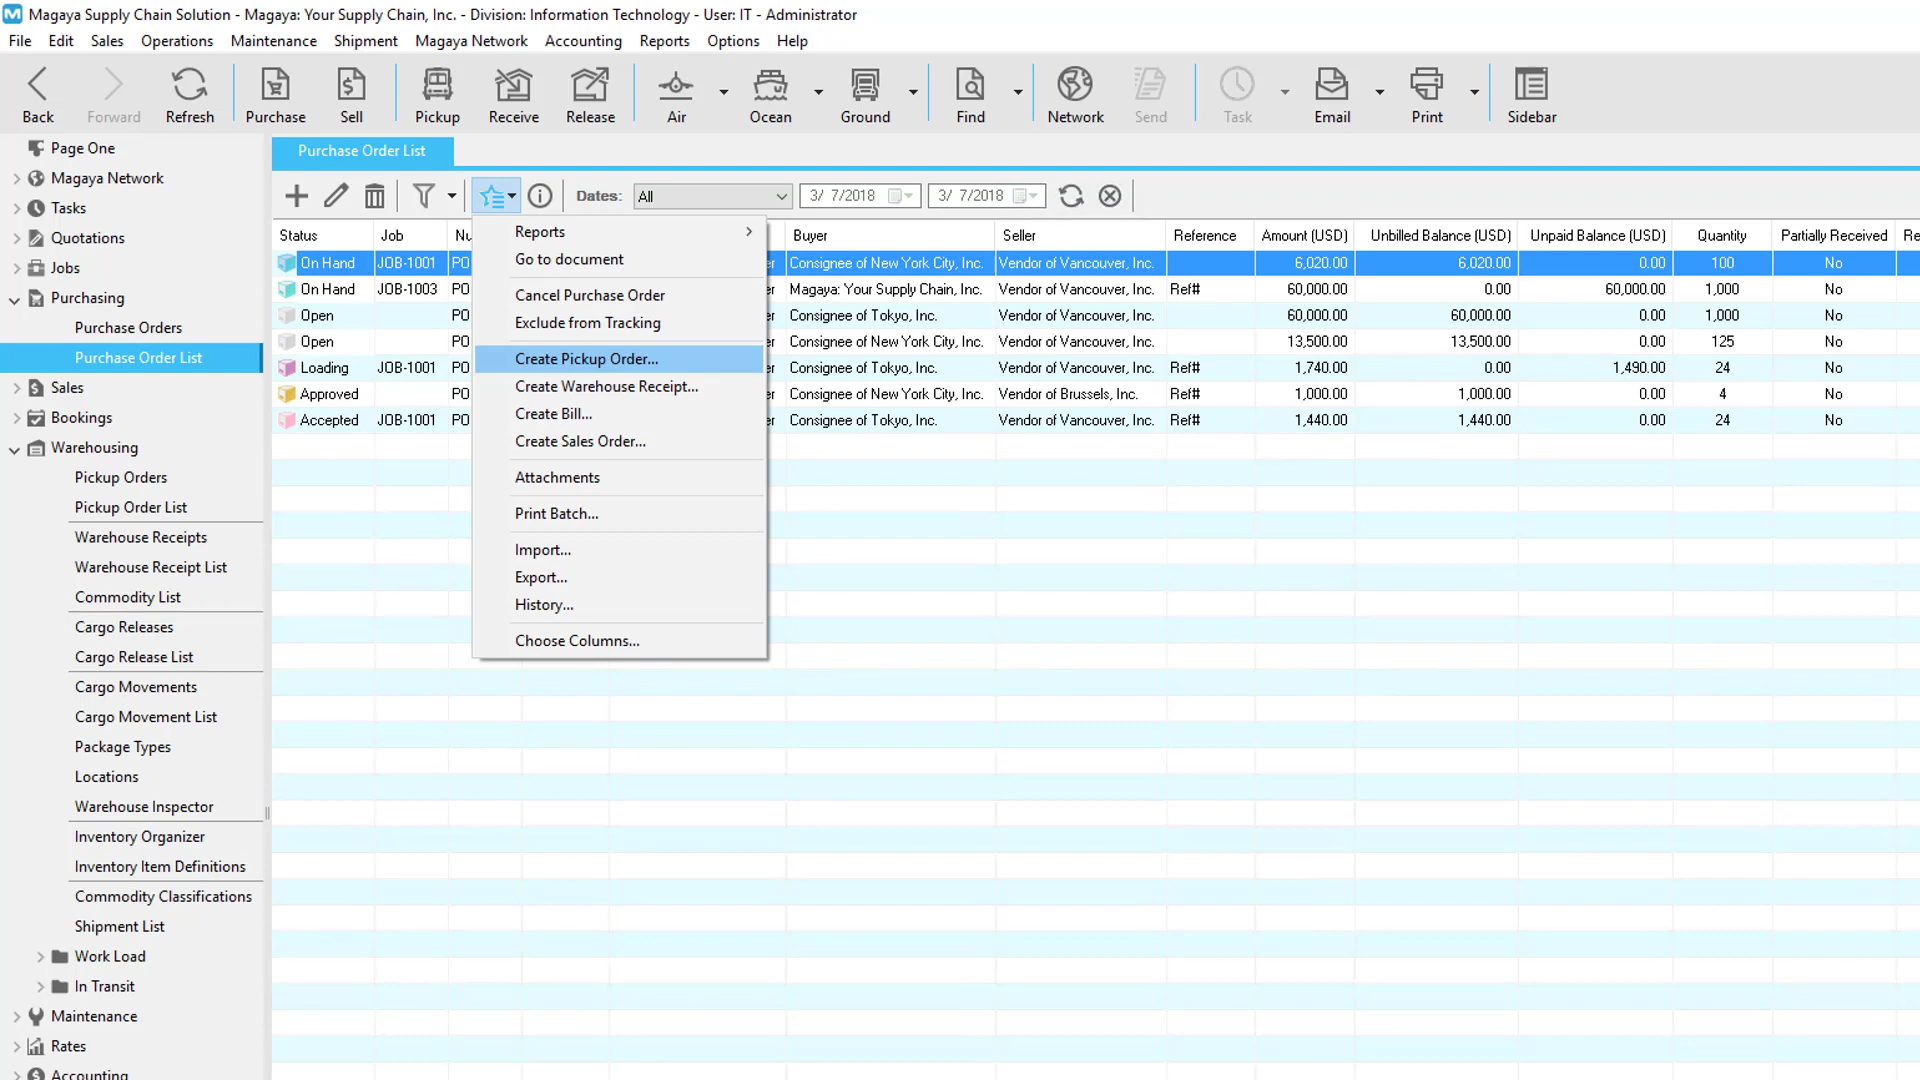 Magaya Supply Chain Solution - Magaya: Your Supply Chain, Inc. - Division: Information Technology - User: IT - Administrator
File Edit Sales Operations Maintenance Shipment Magaya Network Accounting Reports Options Help
Back Forward Refresh Purchase Sell Pickup Receive Release Air Ocean Ground Find Network Send Task Email Print Sidebar
Page One
Magaya Network
Tasks
Quotations
Jobs
Purchasing
Purchase Orders
Purchase Order List
Sales
Bookings
Warehousing
Pickup Orders
Pickup Order List
Warehouse Receipts
Warehouse Receipt List
Commodity List
Cargo Releases
Cargo Release List
Cargo Movements
Cargo Movement List
Package Types
Locations
Warehouse Inspector
Inventory Organizer
Inventory Item Definitions
Commodity Classifications
Shipment List
Work Load
In Transit
Maintenance
Rates
Accounting
Purchase Order List
Dates: All 3/ 7/2018 3/ 7/2018
Status Job Nu Buyer Seller Reference Amount (USD) Unbilled Balance (USD) Unpaid Balance (USD) Quantity Partially Received Re
On Hand JOB-1001 PO er Consignee of New York City, Inc. Vendor of Vancouver, Inc. 6,020.00 6,020.00 0.00 100 No
On Hand JOB-1003 PO er Magaya: Your Supply Chain, Inc. Vendor of Vancouver, Inc. Ref# 60,000.00 0.00 60,000.00 1,000 No
Open PO er Consignee of Tokyo, Inc. Vendor of Vancouver, Inc. 60,000.00 60,000.00 0.00 1,000 No
Open PO er Consignee of New York City, Inc. Vendor of Vancouver, Inc. 13,500.00 13,500.00 0.00 125 No
Loading JOB-1001 PO er Consignee of Tokyo, Inc. Vendor of Vancouver, Inc. Ref# 1,740.00 0.00 1,490.00 24 No
Approved PO er Consignee of New York City, Inc. Vendor of Brussels, Inc. Ref# 1,000.00 1,000.00 0.00 4 No
Accepted JOB-1001 PO er Consignee of Tokyo, Inc. Vendor of Vancouver, Inc. Ref# 1,440.00 1,440.00 0.00 24 No
Reports
Go to document
Cancel Purchase Order
Exclude from Tracking
Create Pickup Order...
Create Warehouse Receipt...
Create Bill...
Create Sales Order...
Attachments
Print Batch...
Import...
Export...
History...
Choose Columns...